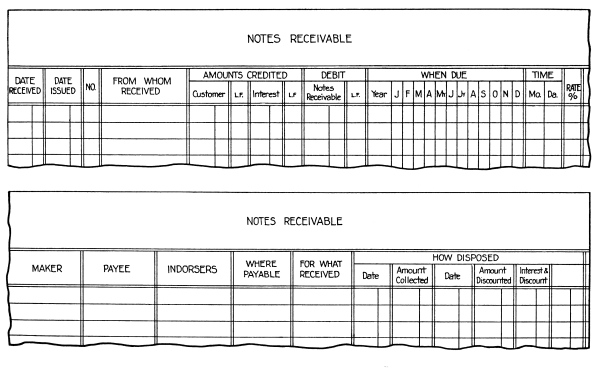 NOTES RECEIVABLE
AMOUNTS CREDITED DEBIT WHEN DUE TIME
DATE RECEIVED DATE ISSUED NO. FROM WHOM RECEIVED Customer L.F. Interest L.F. Notes Receivable L.F. Year J F M A My J Jy A S O N D Mo. Da. RATE %
NOTES RECEIVABLE
HOW DISPOSED
MAKER PAYEE INDORSERS WHERE PAYABLE FOR WHAT RECEIVED Date Amount Collected Date Amount Discounted Interest & Discount